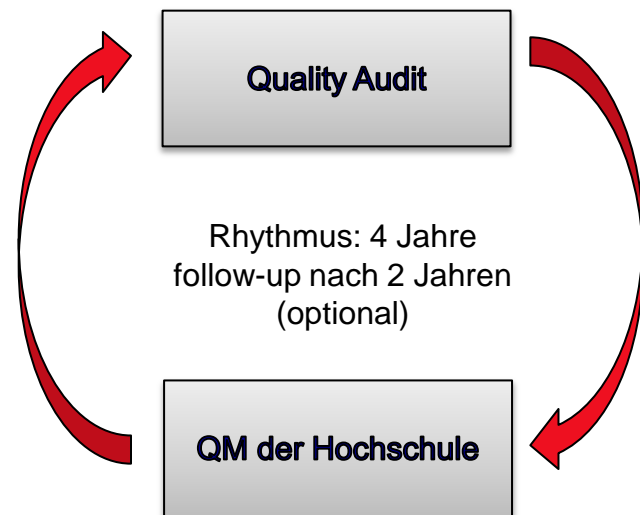 Quality Audit
Rhythmus: 4 Jahre
follow-up nach 2 Jahren
(optional)
QM der Hochschule